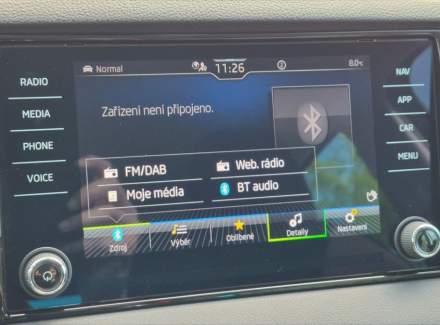 RADIO
MEDIA
PHONE
VOICE
Normal
11:26
8.0°C
Zařízení není připojeno.
FM/DAB
Web. rádio
Moje média
BT audio
Zdroj
Výběr
Oblíbené
Detaily
Nastavení
NAV
APP
CAR
MENU